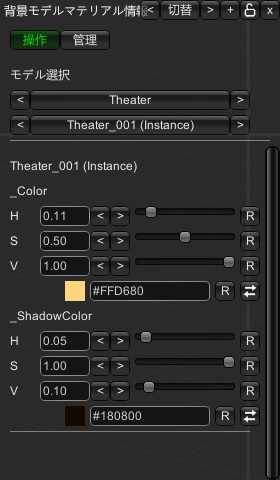 背景モデルマテリアル情報 < 切替 > + x
操作 管理
モデル選択
< Theater >
< Theater_001 (Instance) >
Theater_001 (Instance)
_Color
H 0.11 < > R
S 0.50 < > R
V 1.00 < > R
#FFD680 R
_ShadowColor
H 0.05 < > R
S 1.00 < > R
V 0.10 < > R
#180800 R